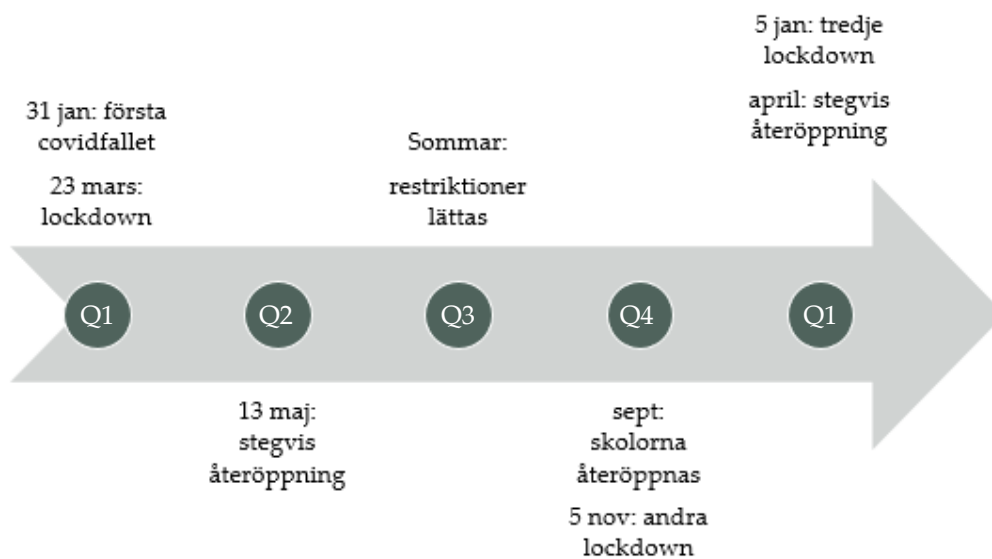 31 jan: första
covidfallet
23 mars:
lockdown
Sommar:
restriktioner
lättas
5 jan: tredje
lockdown
april: stegvis
återöppning
Q1
Q2
Q3
Q4
Q1
13 maj:
stegvis
återöppning
sept:
skolorna
återöppnas
5 nov: andra
lockdown